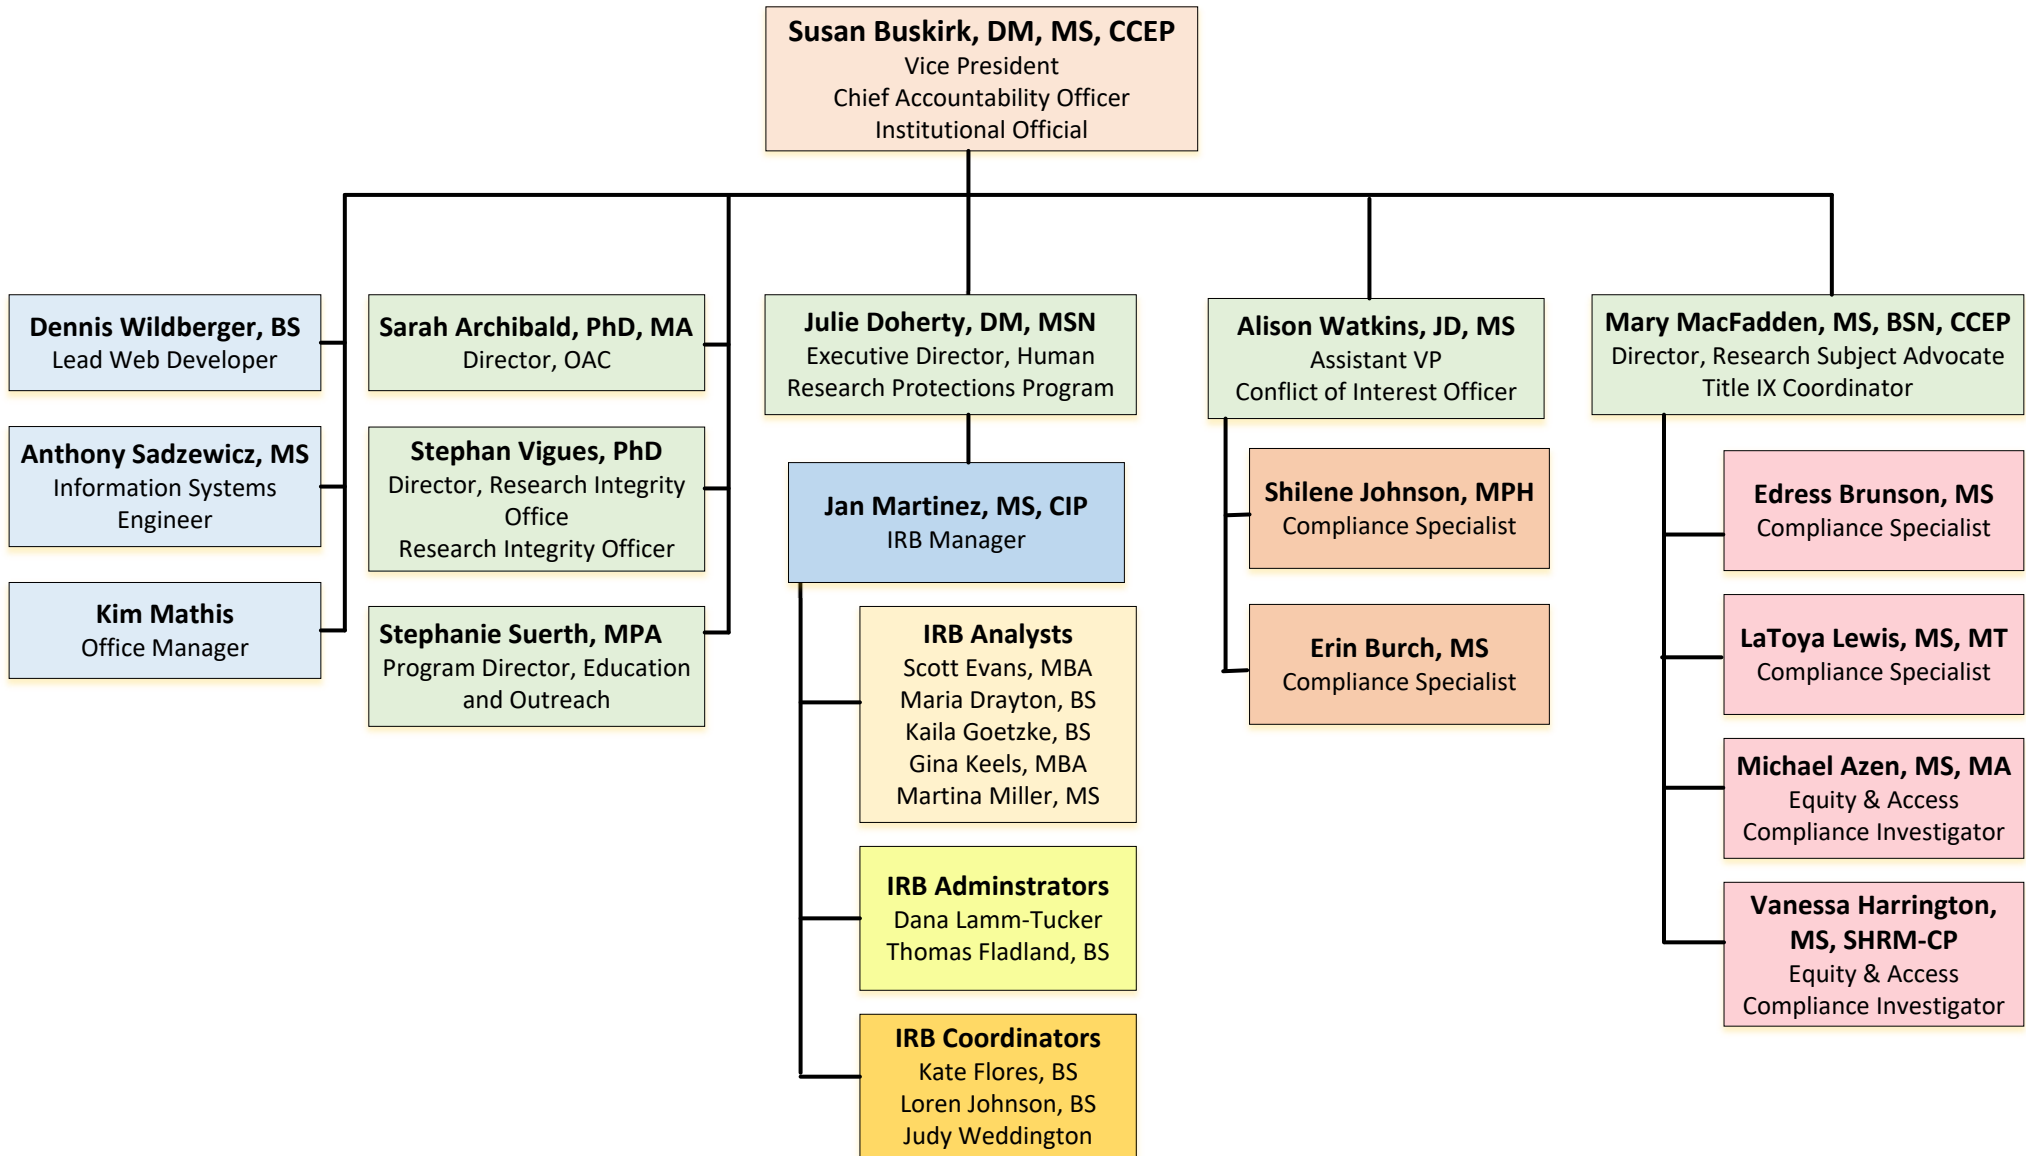 Susan Buskirk, DM, MS, CCEP
Vice President
Chief Accountability Officer
Institutional Official
Dennis Wildberger, BS
Lead Web Developer
Anthony Sadzewicz, MS
Information Systems
Engineer
Kim Mathis
Office Manager
Sarah Archibald, PhD, MA
Director, OAC
Stephan Vigues, PhD
Director, Research Integrity
Office
Research Integrity Officer
Stephanie Suerth, MPA
Program Director, Education
and Outreach
Julie Doherty, DM, MSN
Executive Director, Human
Research Protections Program
Jan Martinez, MS, CIP
IRB Manager
IRB Analysts
Scott Evans, MBA
Maria Drayton, BS
Kaila Goetzke, BS
Gina Keels, MBA
Martina Miller, MS
IRB Adminstrators
Dana Lamm-Tucker
Thomas Fladland, BS
IRB Coordinators
Kate Flores, BS
Loren Johnson, BS
Judy Weddington
Alison Watkins, JD, MS
Assistant VP
Conflict of Interest Officer
Shilene Johnson, MPH
Compliance Specialist
Erin Burch, MS
Compliance Specialist
Mary MacFadden, MS, BSN, CCEP
Director, Research Subject Advocate
Title IX Coordinator
Edress Brunson, MS
Compliance Specialist
LaToya Lewis, MS, MT
Compliance Specialist
Michael Azen, MS, MA
Equity & Access
Compliance Investigator
Vanessa Harrington,
MS, SHRM-CP
Equity & Access
Compliance Investigator